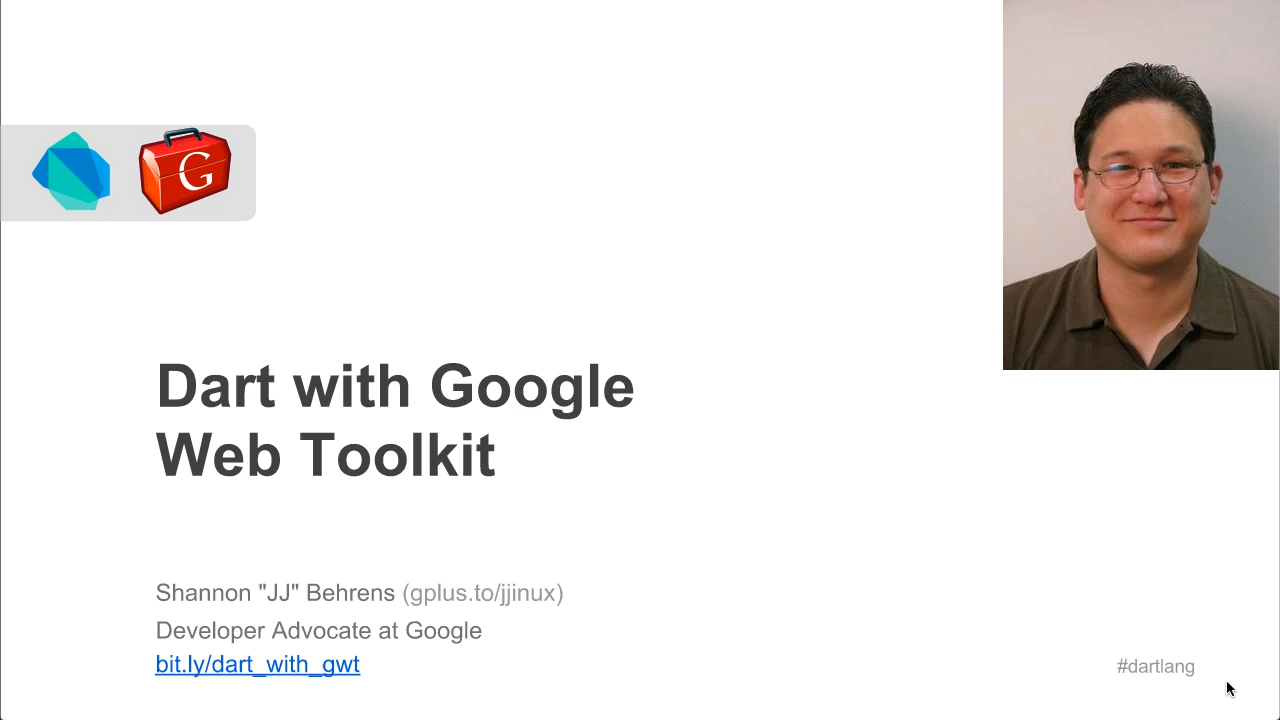 G
Dart with Google
Web Toolkit
Shannon "JJ" Behrens (gplus.to/jjinux)
Developer Advocate at Google
bit.ly/dart_with_gwt
#dartlang